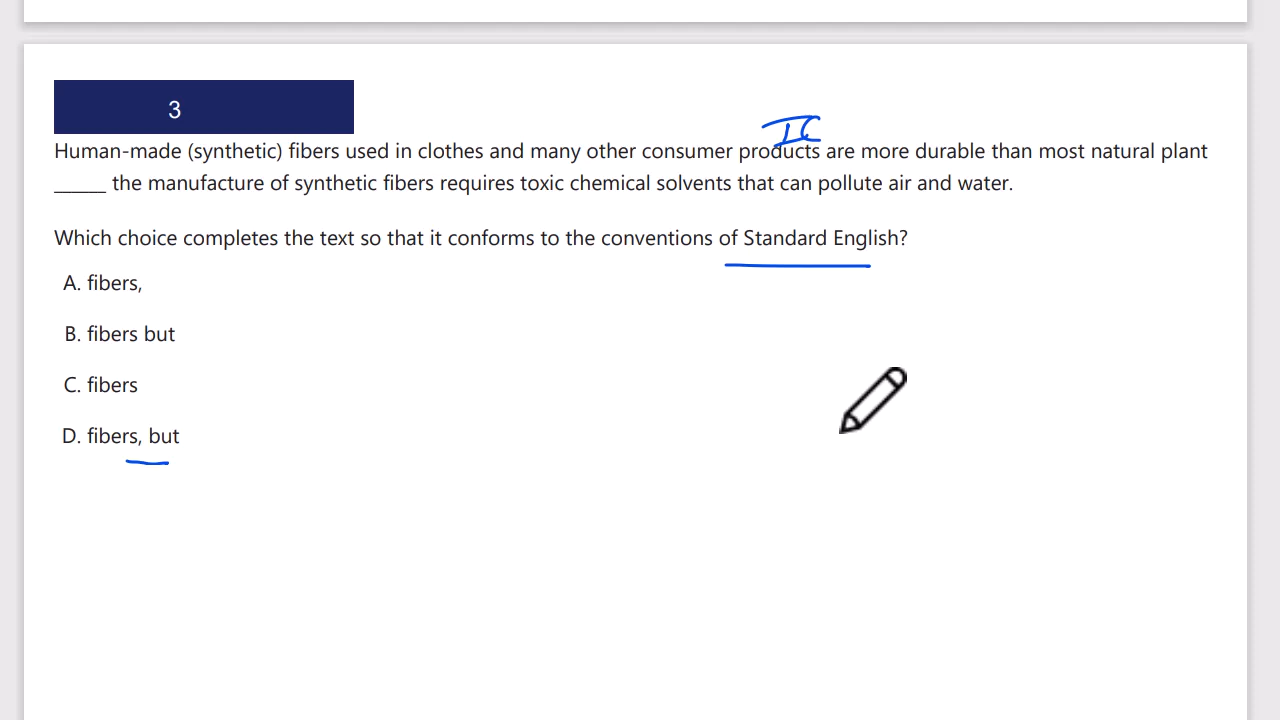 3
IC
Human-made (synthetic) fibers used in clothes and many other consumer products are more durable than most natural plant
_____ the manufacture of synthetic fibers requires toxic chemical solvents that can pollute air and water.
Which choice completes the text so that it conforms to the conventions of Standard English?
A. fibers,
B. fibers but
C. fibers
D. fibers, but